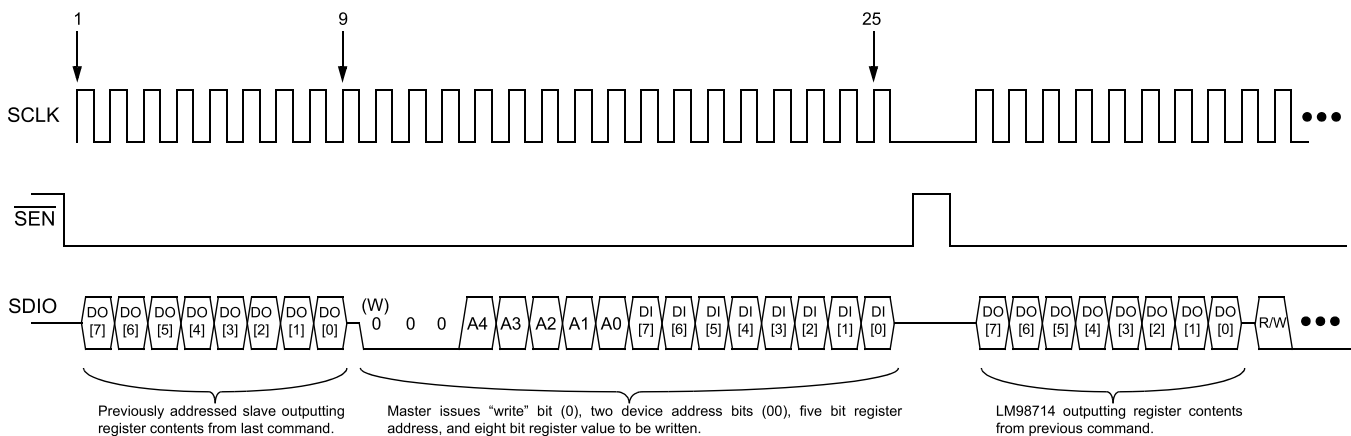 1 9 25
SCLK
SEN
SDIO
DO [7] DO [6] DO [5] DO [4] DO [3] DO [2] DO [1] DO [0] (W) 0 0 0 A4 A3 A2 A1 A0 DI [7] DI [6] DI [5] DI [4] DI [3] DI [2] DI [1] DI [0] DO [7] DO [6] DO [5] DO [4] DO [3] DO [2] DO [1] DO [0] R/W
Previously addressed slave outputting
register contents from last command.
Master issues “write” bit (0), two device address bits (00), five bit register
address, and eight bit register value to be written.
LM98714 outputting register contents
from previous command.